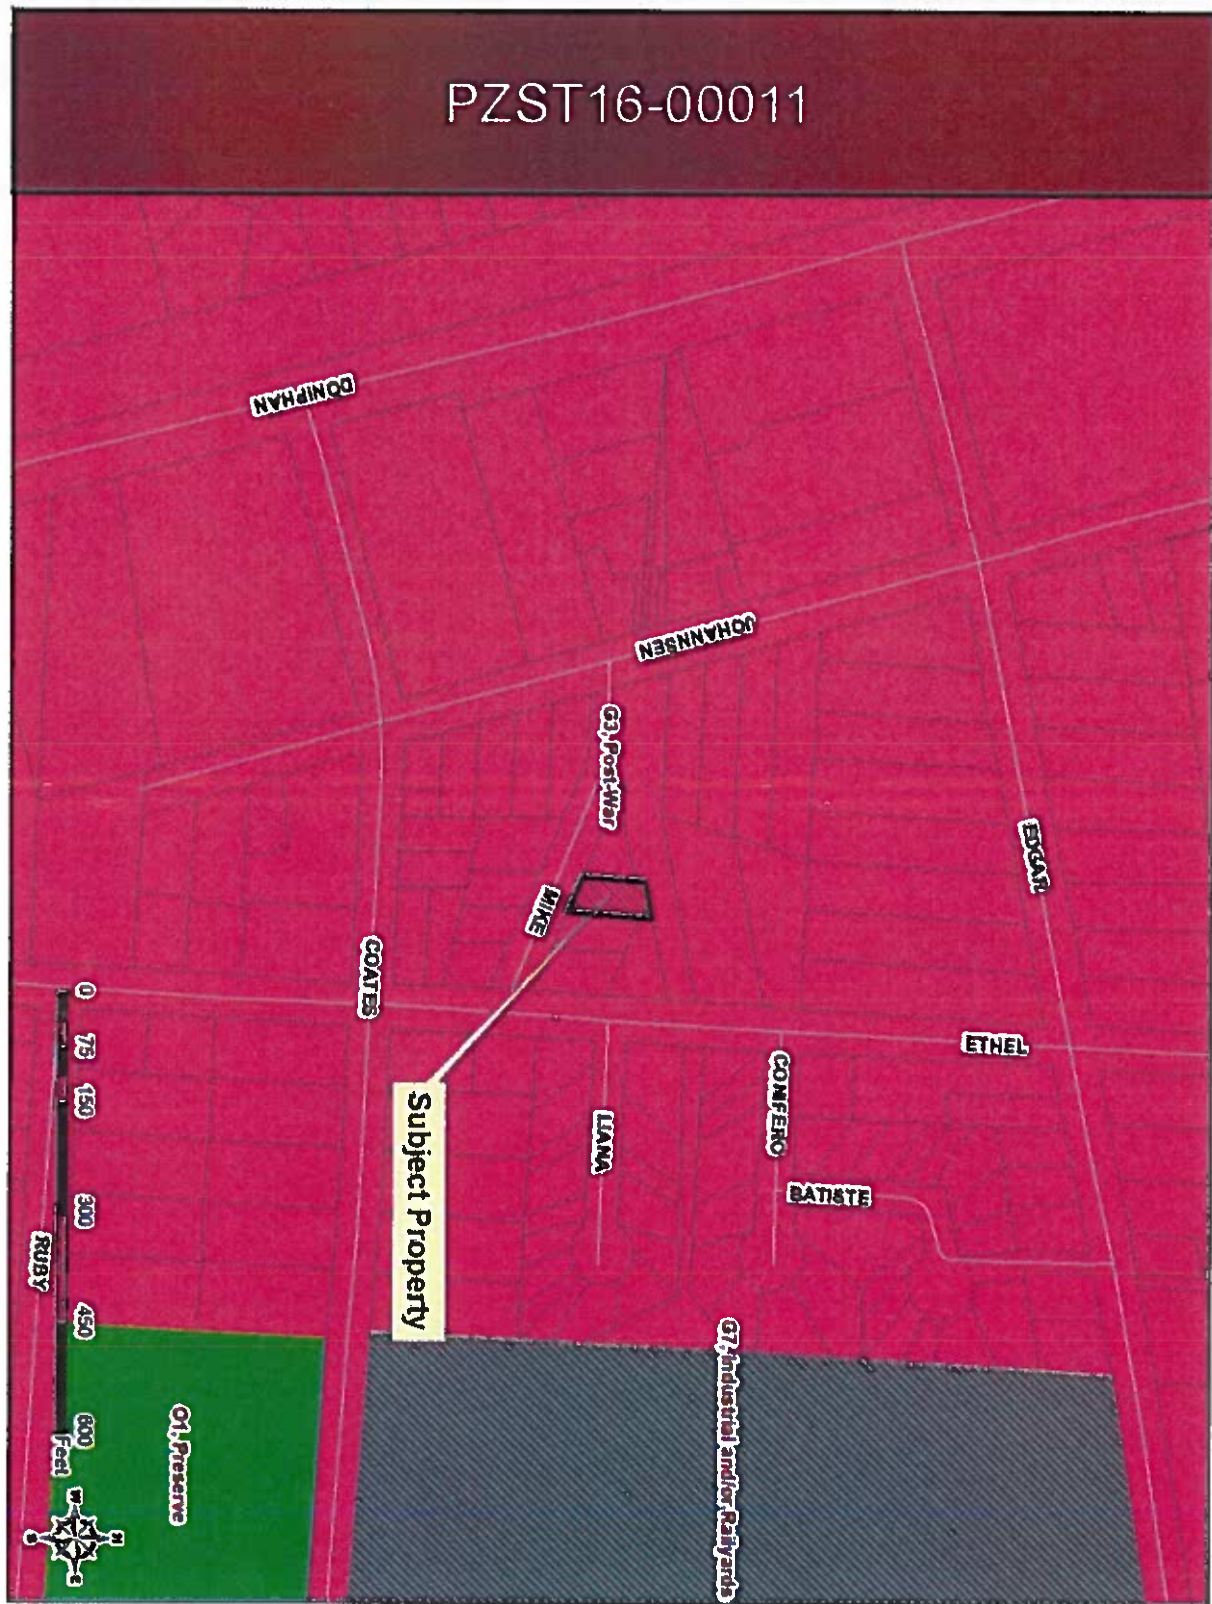 PZST16-00011
DONIPHAN
JOHANNSEN
G3, Post-War
EDGAR
MIKE
COATES
ETHEL
CONIFERO
LIANA
BATISTE
Subject Property
RUBY
G7, Industrial and/or Railyards
O1, Preserve
0 75 150 300 450 600
Feet
N
W
E
S